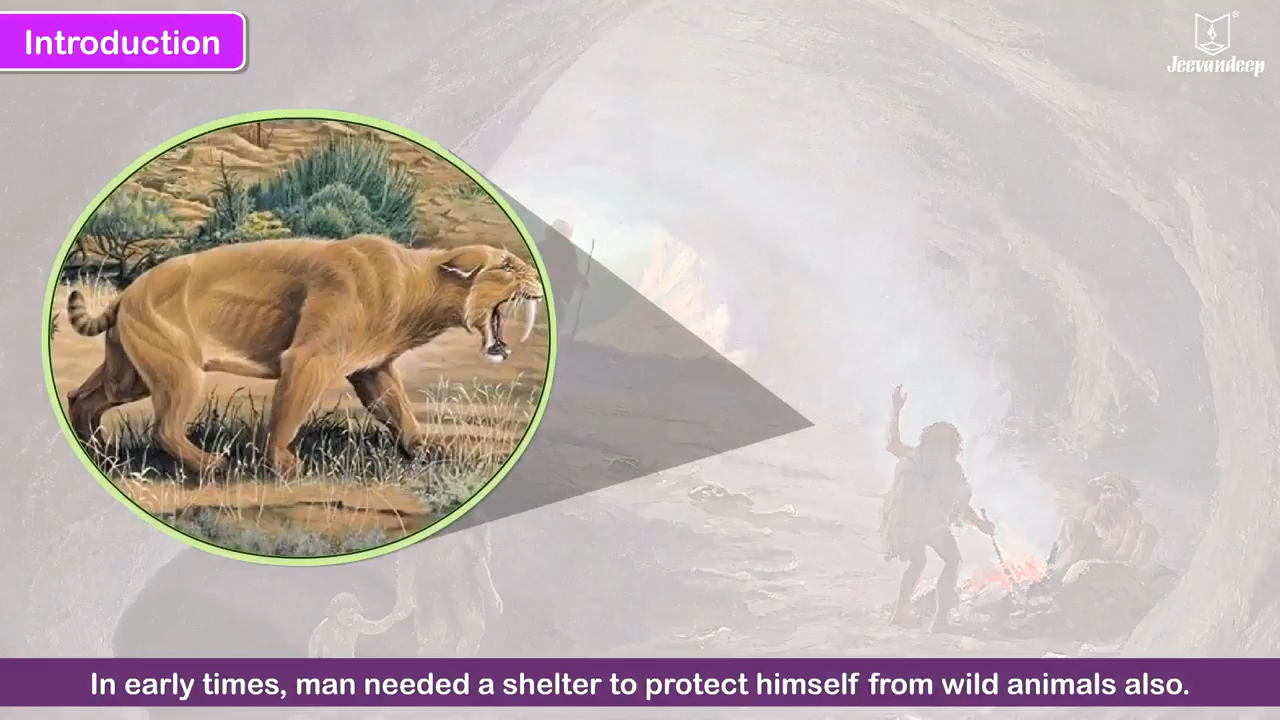 Introduction
Jeevandeep
In early times, man needed a shelter to protect himself from wild animals also.